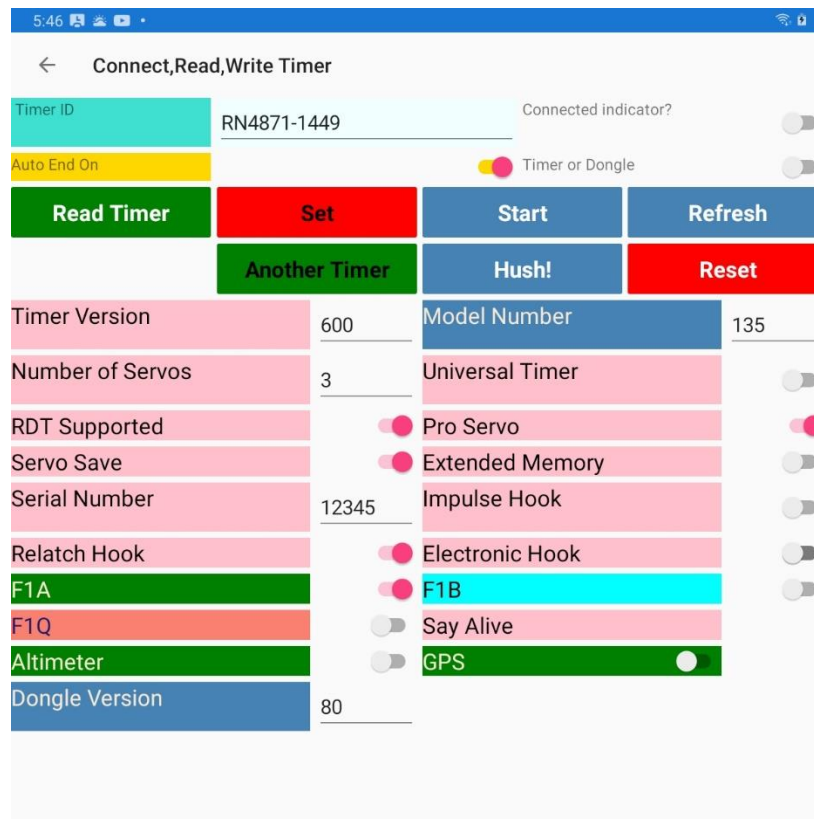 5:46
Connect,Read,Write Timer
Timer ID
RN4871-1449
Connected indicator?
Auto End On
Timer or Dongle
Read Timer
Set
Start
Refresh
Another Timer
Hush!
Reset
Timer Version
600
Model Number
135
Number of Servos
3
Universal Timer
RDT Supported
Pro Servo
Servo Save
Extended Memory
Serial Number
12345
Impulse Hook
Relatch Hook
Electronic Hook
F1A
F1B
F1Q
Say Alive
Altimeter
GPS
Dongle Version
80